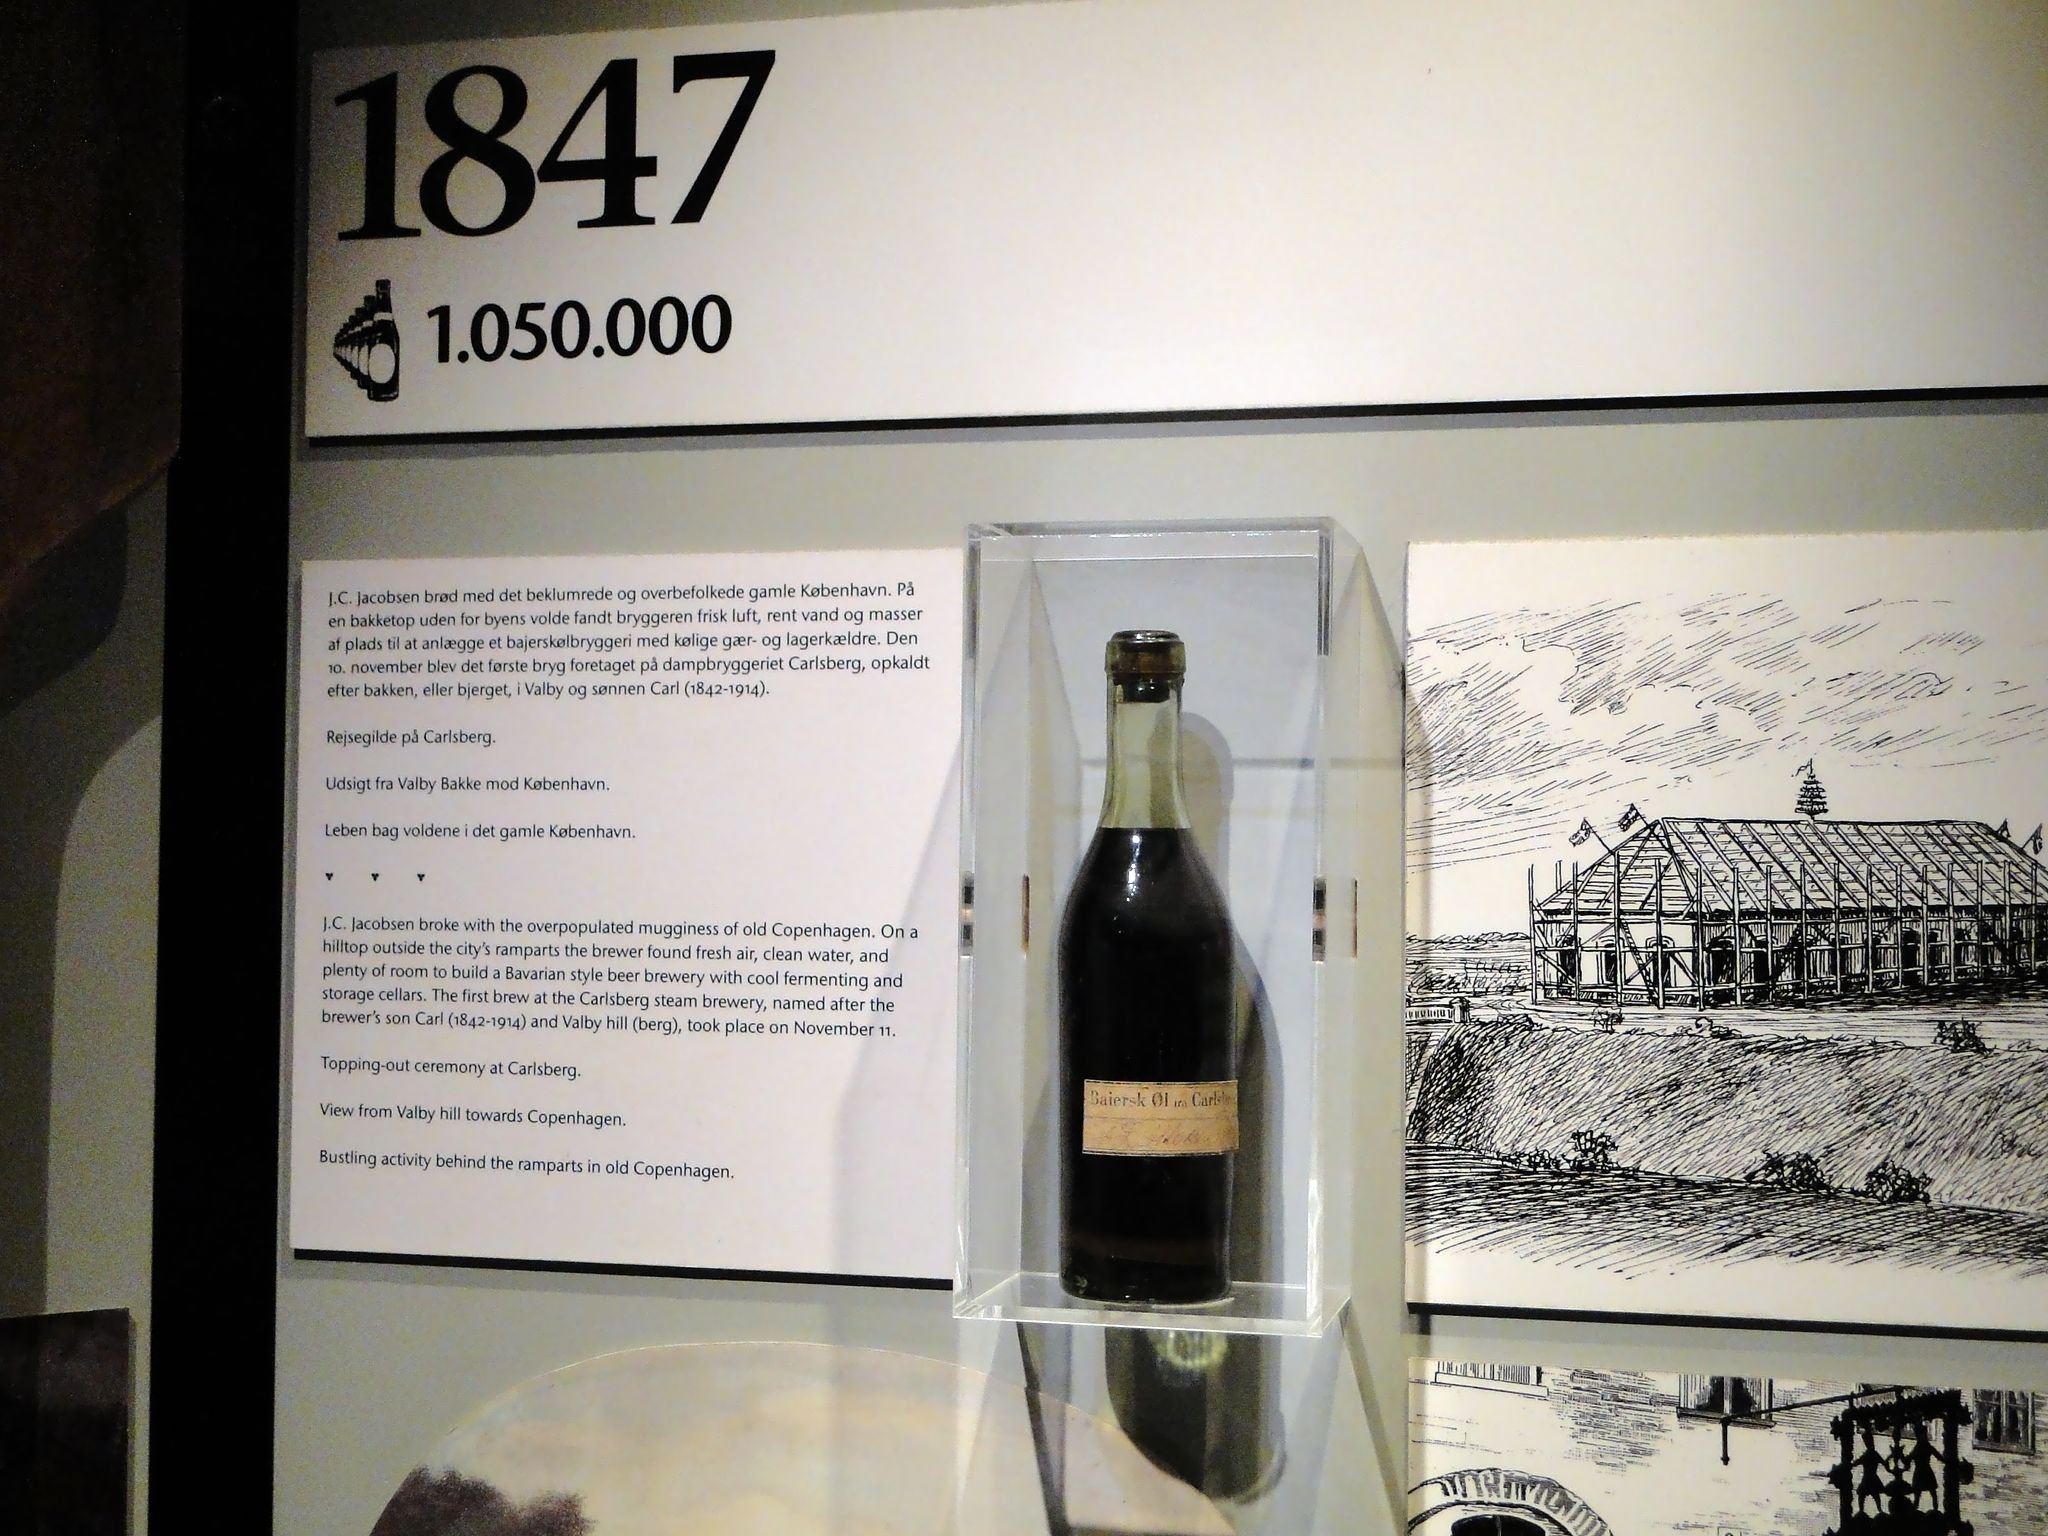 1847
1.050.000
J.C. Jacobsen brød med det beklumrede og overbefolkede gamle København. På
en bakketop uden for byens volde fandt bryggeren frisk luft, rent vand og masser
af plads til at anlægge et bajerskølbryggeri med kølige gær- og lagerkældre. Den
10. november blev det første bryg foretaget på dampbryggeriet Carlsberg, opkaldt
efter bakken, eller bjerget, i Valby og sønnen Carl (1842-1914).
Rejsegilde på Carlsberg.
Udsigt fra Valby Bakke mod København.
Leben bag voldene i det gamle København.
J.C. Jacobsen broke with the overpopulated mugginess of old Copenhagen. On a
hilltop outside the city's ramparts the brewer found fresh air, clean water, and
plenty of room to build a Bavarian style beer brewery with cool fermenting and
storage cellars. The first brew at the Carlsberg steam brewery, named after the
brewer's son Carl (1842-1914) and Valby hill (berg), took place on November 11.
Topping-out ceremony at Carlsberg.
View from Valby hill towards Copenhagen.
Bustling activity behind the ramparts in old Copenhagen.
Baiersk Øl fra